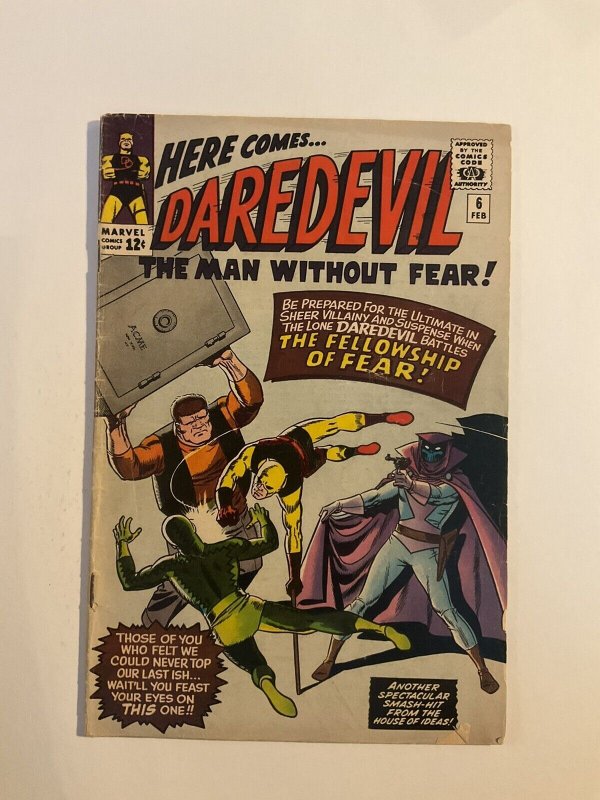 HERE COMES...
DAREDEVIL
THE MAN WITHOUT FEAR!
MARVEL
COMICS
GROUP
12¢
APPROVED
BY THE
COMICS
CODE
CA
AUTHORITY
6
FEB
DD
ACME
BE PREPARED FOR THE ULTIMATE IN
SHEER VILLAINY AND SUSPENSE WHEN
THE LONE DAREDEVIL BATTLES
THE FELLOWSHIP
OF FEAR!
THOSE OF YOU
WHO FELT WE
COULD NEVER TOP
OUR LAST ISH...
WAIT'LL YOU FEAST
YOUR EYES ON
THIS ONE!!
ANOTHER
SPECTACULAR
SMASH-HIT
FROM THE
HOUSE OF IDEAS!